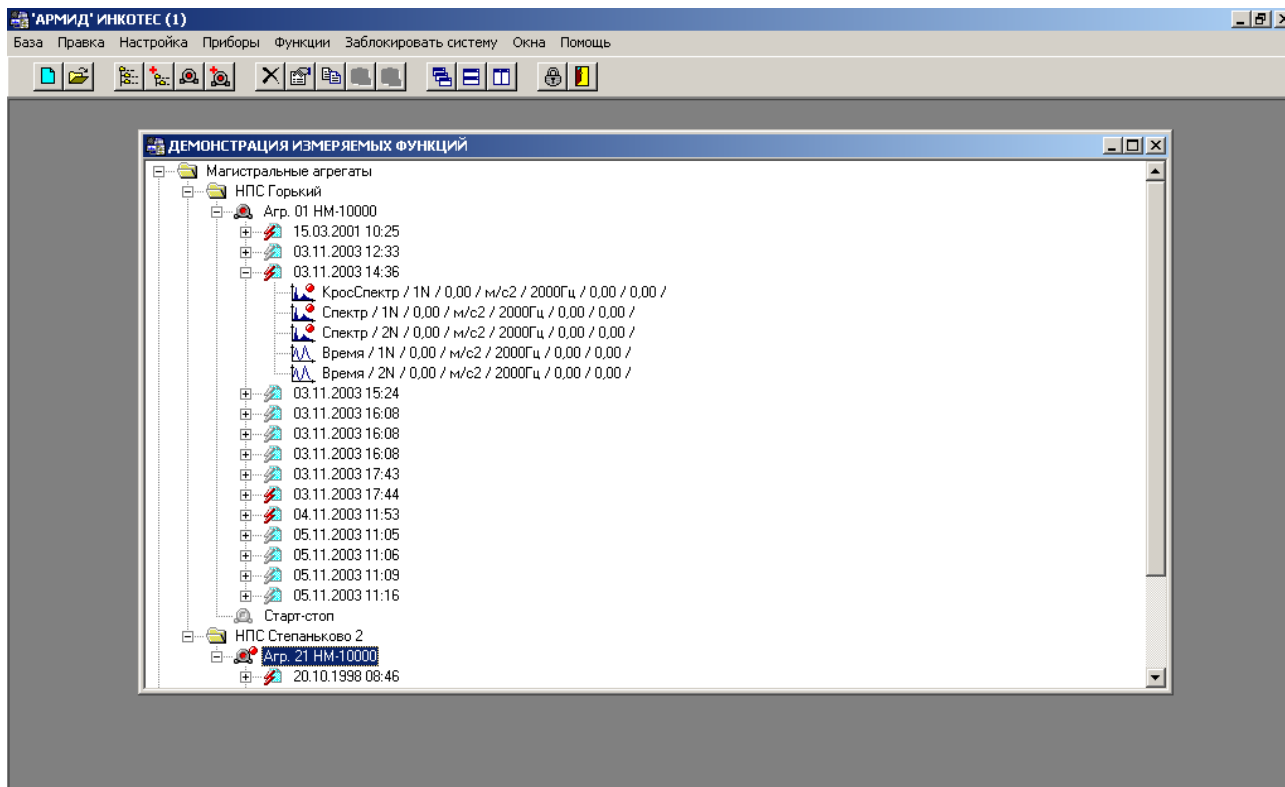 'АРМИД' ИНКОТЕС (1)
База Правка Настройка Приборы Функции Заблокировать систему Окна Помощь
ДЕМОНСТРАЦИЯ ИЗМЕРЯЕМЫХ ФУНКЦИЙ
Магистральные агрегаты
НПС Горький
Агр. 01 НМ-10000
15.03.2001 10:25
03.11.2003 12:33
03.11.2003 14:36
КросСпектр / 1N / 0,00 / м/с2 / 2000Гц / 0,00 / 0,00 /
Спектр / 1N / 0,00 / м/с2 / 2000Гц / 0,00 / 0,00 /
Спектр / 2N / 0,00 / м/с2 / 2000Гц / 0,00 / 0,00 /
Время / 1N / 0,00 / м/с2 / 2000Гц / 0,00 / 0,00 /
Время / 2N / 0,00 / м/с2 / 2000Гц / 0,00 / 0,00 /
03.11.2003 15:24
03.11.2003 16:08
03.11.2003 16:08
03.11.2003 16:08
03.11.2003 17:43
03.11.2003 17:44
04.11.2003 11:53
05.11.2003 11:05
05.11.2003 11:06
05.11.2003 11:09
05.11.2003 11:16
Старт-стоп
НПС Степаньково 2
Агр. 21 НМ-10000
20.10.1998 08:46